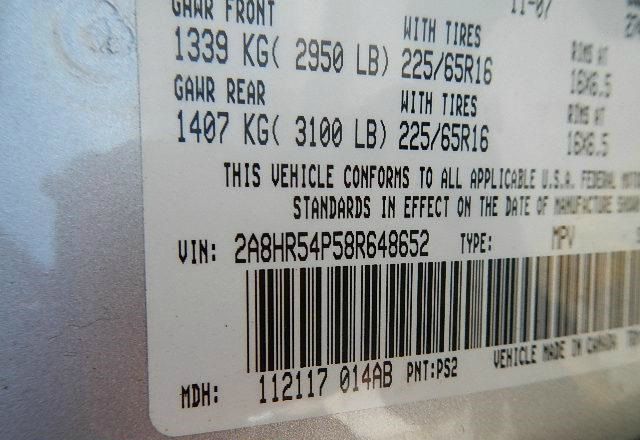 GAWR FRONT WITH TIRES 11-07
1339 KG( 2950 LB) 225/65R16 RIMS AT 16X6.5
GAWR REAR WITH TIRES RIMS AT
1407 KG( 3100 LB) 225/65R16 16X6.5
THIS VEHICLE CONFORMS TO ALL APPLICABLE U.S.A. FEDERAL
STANDARDS IN EFFECT ON THE DATE OF MANUFACTURE
VIN: 2A8HR54P58R648652 TYPE: MPV
VEHICLE MADE IN CANADA
MDH: 112117 014AB PNT:PS2